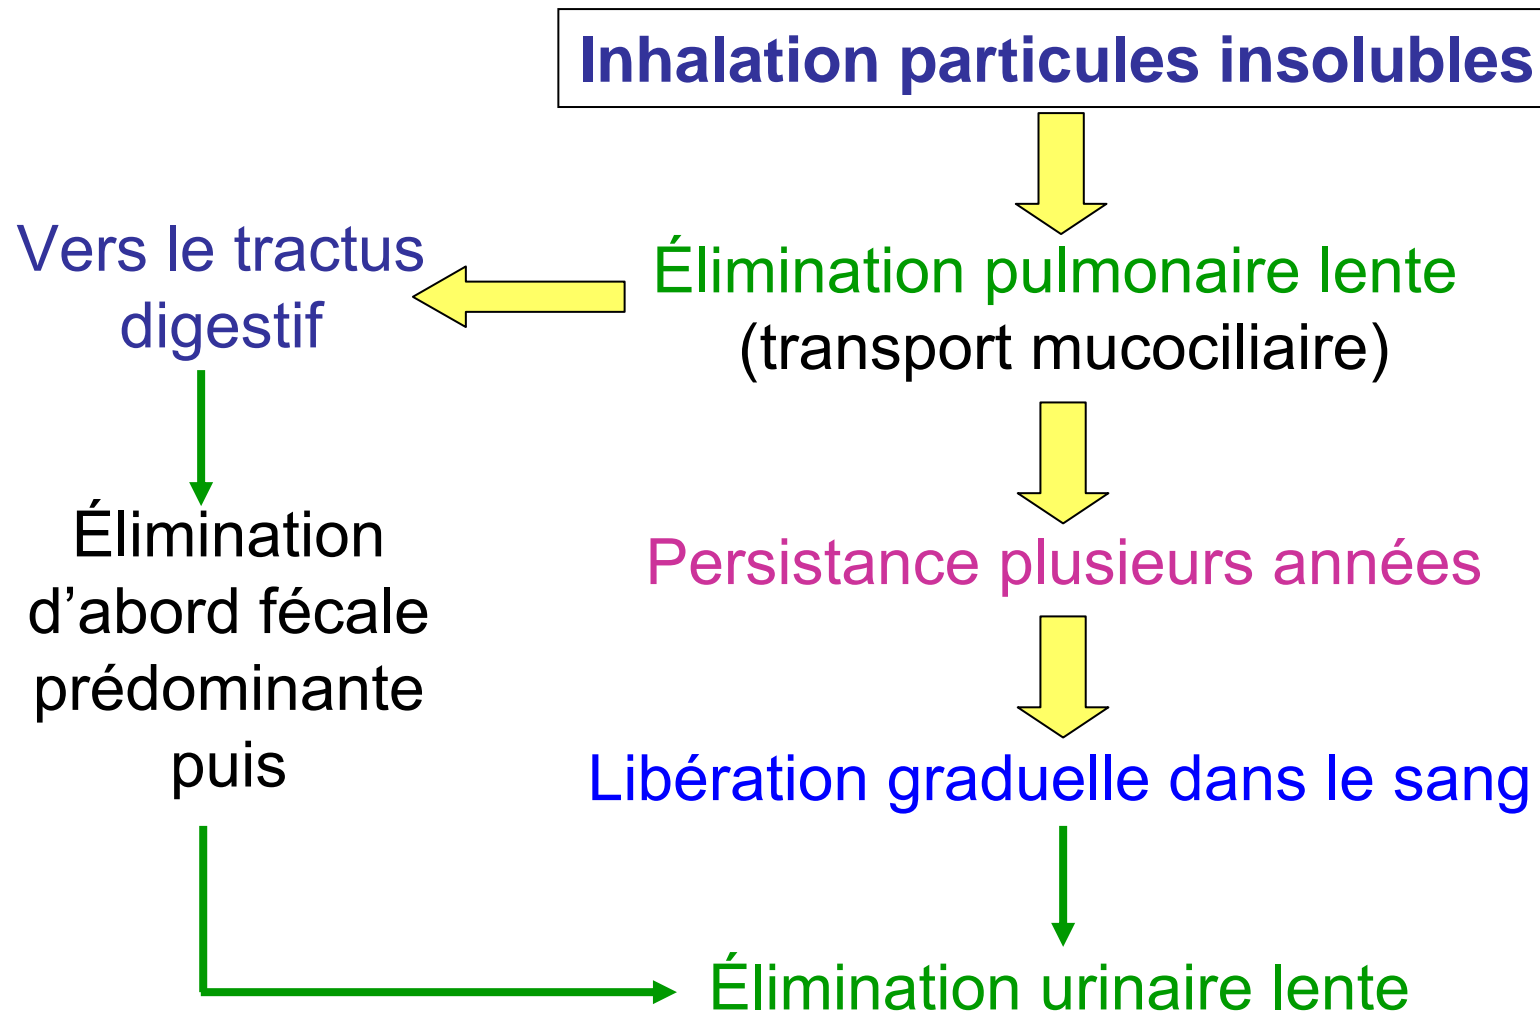 Inhalation particules insolubles
Élimination pulmonaire lente
(transport mucociliaire)
Vers le tractus
digestif
Élimination
d’abord fécale
prédominante
puis
Persistance plusieurs années
Libération graduelle dans le sang
Élimination urinaire lente